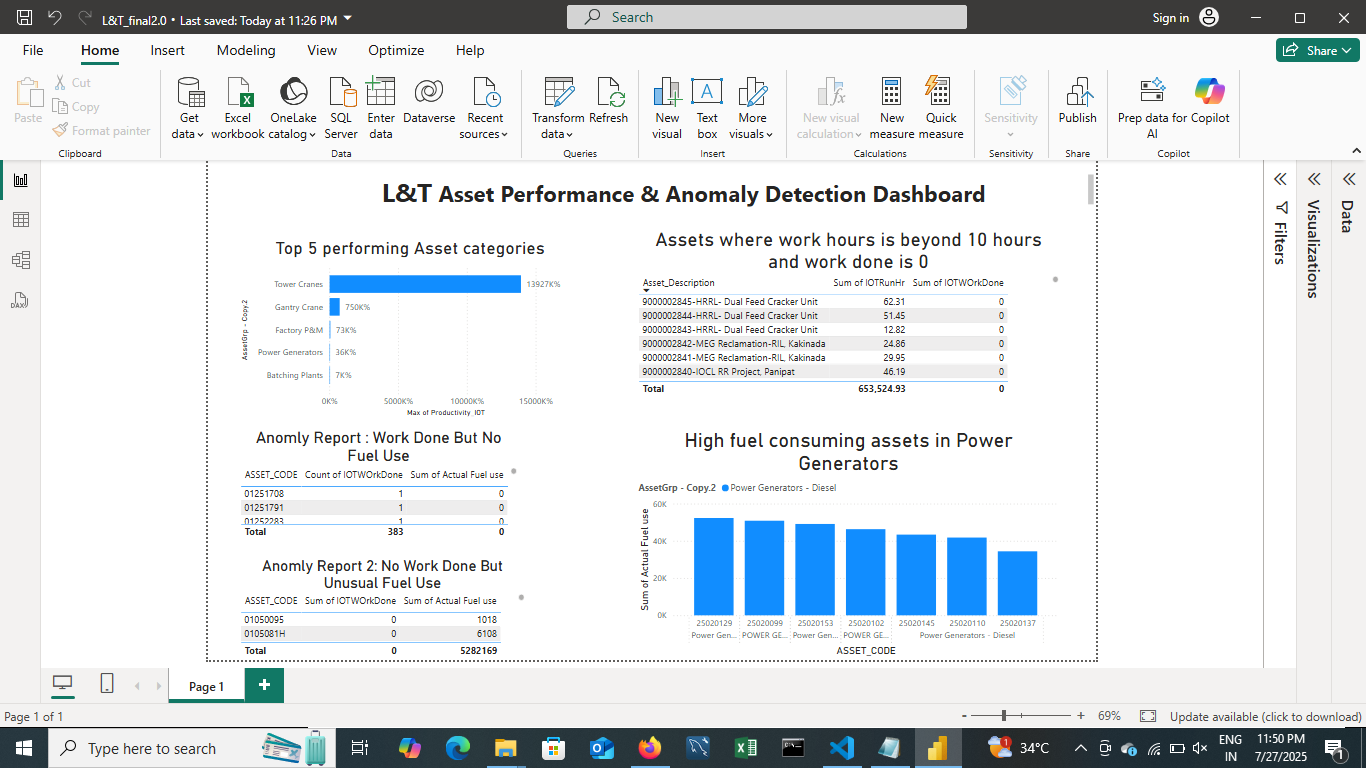 L&T_final2.0 • Last saved: Today at 11:26 PM
Search
Sign in
File Home Insert Modeling View Optimize Help
Share
Paste
Cut
Copy
Format painter
Clipboard
Get data
Excel workbook
OneLake catalog
SQL Server
Enter data
Dataverse
Recent sources
Data
Transform data
Refresh
Queries
New visual
Text box
More visuals
Insert
New visual calculation
New measure
Quick measure
Calculations
Sensitivity
Sensitivity
Publish
Share
Prep data for AI
Copilot
Copilot
L&T Asset Performance & Anomaly Detection Dashboard
Top 5 performing Asset categories
AssetGrp - Copy.2
Tower Cranes 13927K%
Gantry Crane 750K%
Factory P&M 73K%
Power Generators 36K%
Batching Plants 7K%
0K% 5000K% 10000K% 15000K%
Max of Productivity_IOT
Assets where work hours is beyond 10 hours
and work done is 0
Asset_Description Sum of IOTRunHr Sum of IOTWOrkDone
9000002845-HRRL- Dual Feed Cracker Unit 62.31 0
9000002844-HRRL- Dual Feed Cracker Unit 51.45 0
9000002843-HRRL- Dual Feed Cracker Unit 12.82 0
9000002842-MEG Reclamation-RIL, Kakinada 24.86 0
9000002841-MEG Reclamation-RIL, Kakinada 29.95 0
9000002840-IOCL RR Project, Panipat 46.19 0
Total 653,524.93 0
Anomly Report : Work Done But No
Fuel Use
ASSET_CODE Count of IOTWOrkDone Sum of Actual Fuel use
01251708 1 0
01251791 1 0
01252283 1 0
Total 383 0
Anomly Report 2: No Work Done But
Unusual Fuel Use
ASSET_CODE Sum of IOTWOrkDone Sum of Actual Fuel use
01050095 0 1018
0105081H 0 6108
Total 0 5282169
High fuel consuming assets in Power
Generators
AssetGrp - Copy.2 Power Generators - Diesel
Sum of Actual Fuel use
60K
40K
20K
0K
25020129 25020099 25020153 25020102 25020145 25020110 25020137
Power Gen... POWER GE... Power Gen... POWER GE... Power Generators - Diesel
ASSET_CODE
Filters
Visualizations
Data
DAX
Page 1
Page 1 of 1
- + 69%
Update available (click to download)
Type here to search
34°C
ENG
IN
11:50 PM
7/27/2025
1